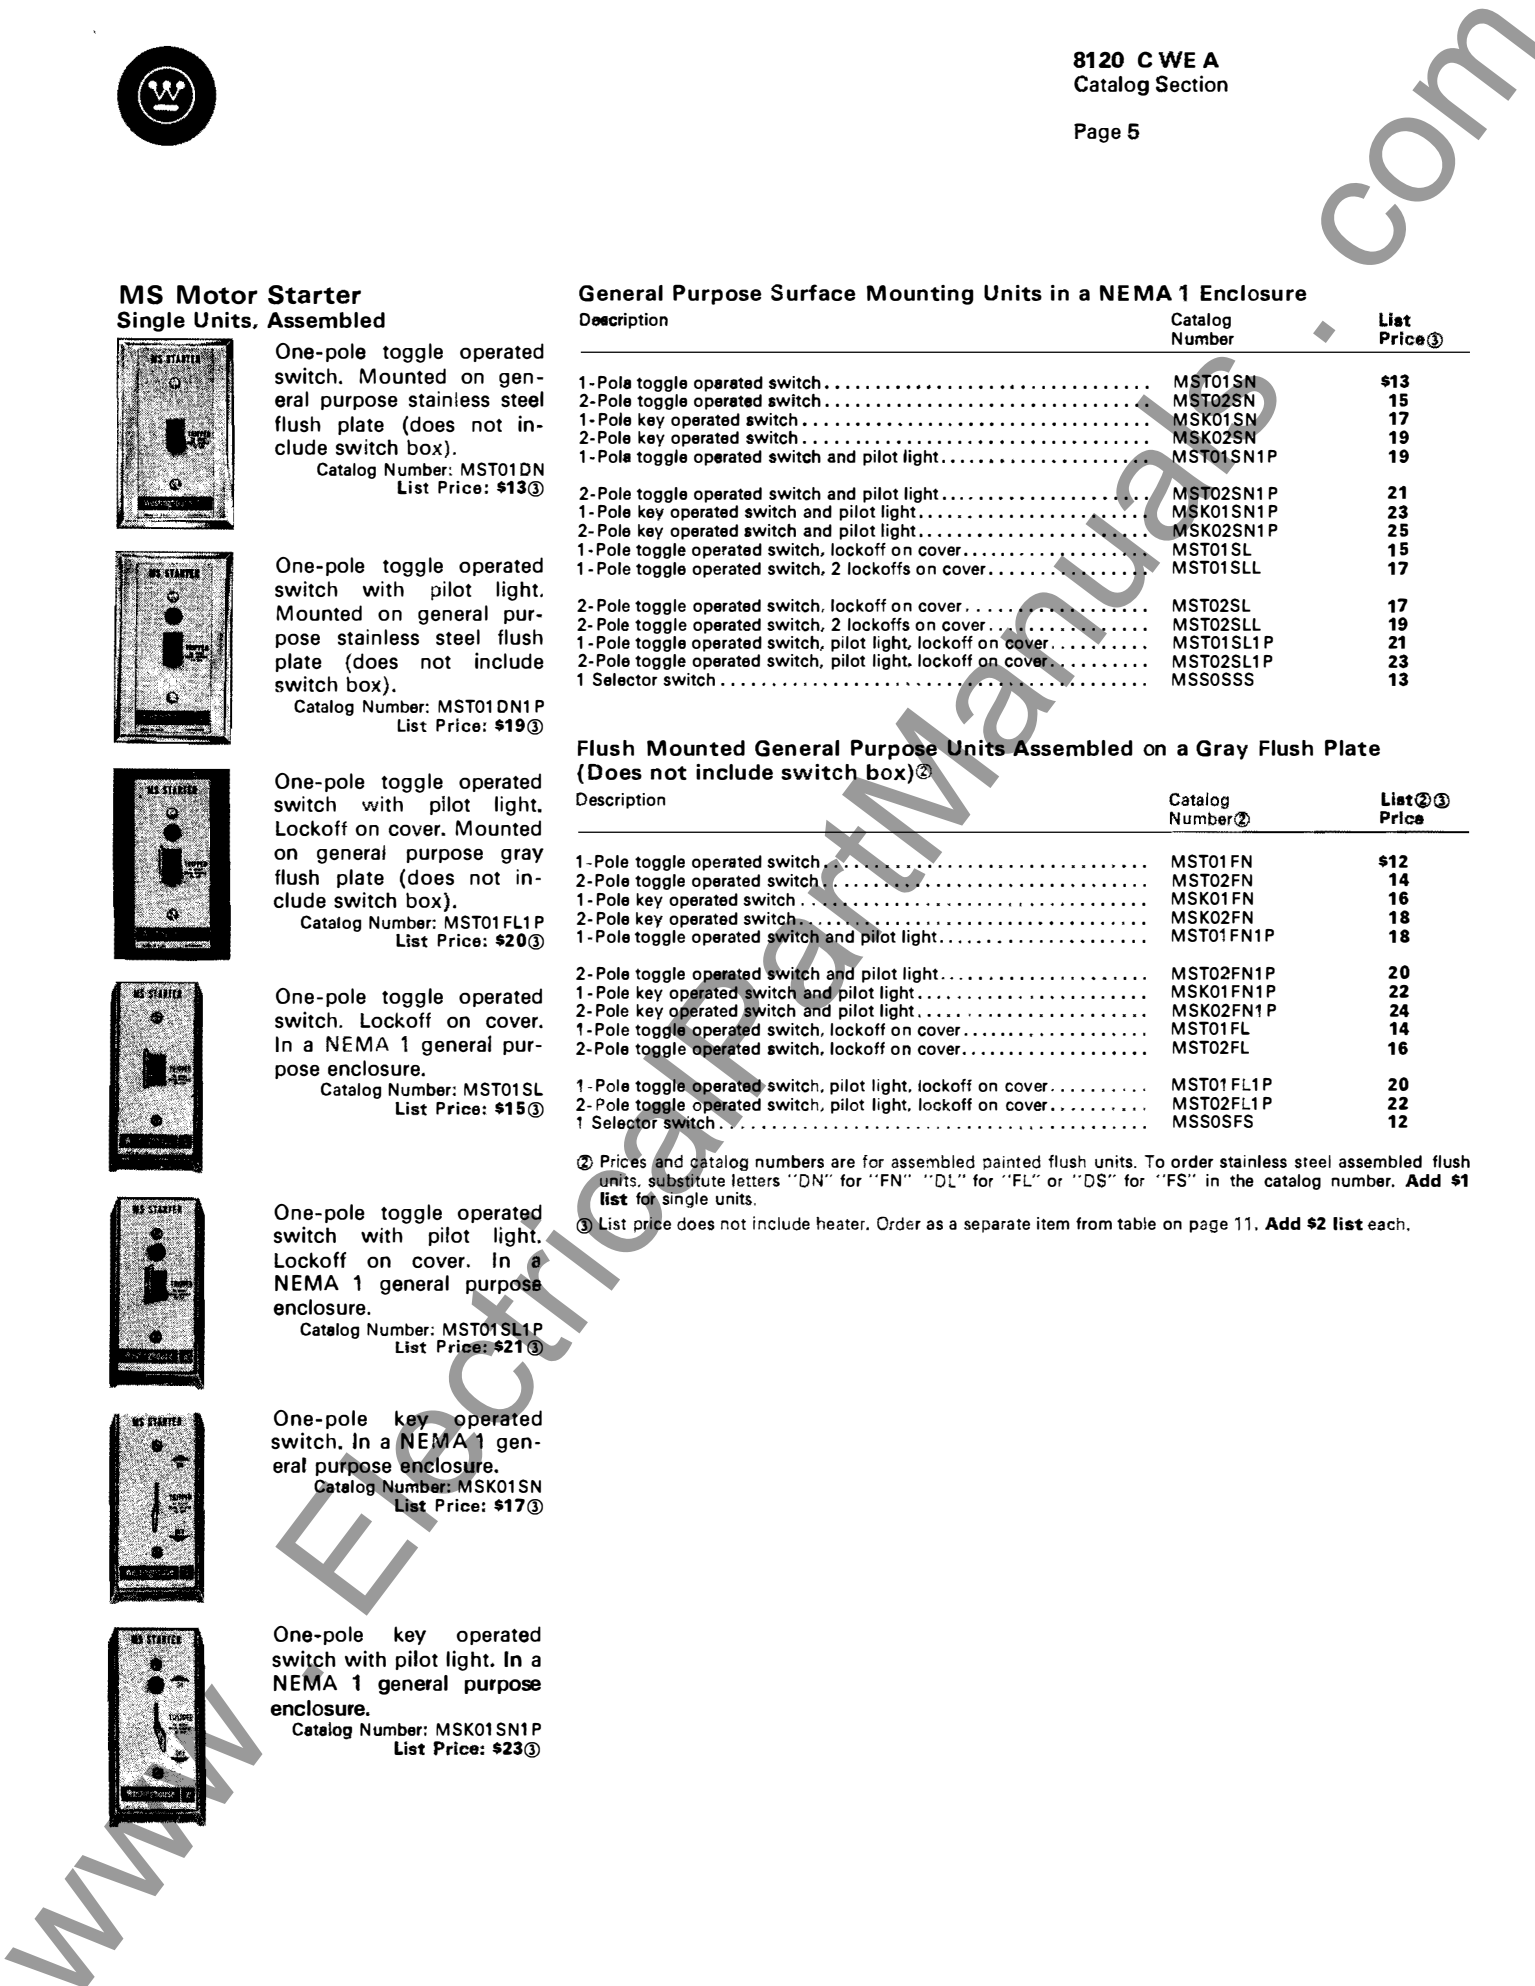 8120 C WE A
Catalog Section
Page 5
MS Motor Starter
Single Units, Assembled
MS STARTER
One-pole toggle operated
switch. Mounted on gen-
eral purpose stainless steel
flush plate (does not in-
clude switch box).
Catalog Number: MST01DN
List Price: $13③
MS STARTER
One-pole toggle operated
switch with pilot light.
Mounted on general pur-
pose stainless steel flush
plate (does not include
switch box).
Catalog Number: MST01DN1P
List Price: $19③
MS STARTER
One-pole toggle operated
switch with pilot light.
Lockoff on cover. Mounted
on general purpose gray
flush plate (does not in-
clude switch box).
Catalog Number: MST01FL1P
List Price: $20③
MS STARTER
One-pole toggle operated
switch. Lockoff on cover.
In a NEMA 1 general pur-
pose enclosure.
Catalog Number: MST01SL
List Price: $15③
MS STARTER
One-pole toggle operated
switch with pilot light.
Lockoff on cover. In a
NEMA 1 general purpose
enclosure.
Catalog Number: MST01SL1P
List Price: $21③
MS STARTER
One-pole key operated
switch. In a NEMA 1 gen-
eral purpose enclosure.
Catalog Number: MSK01SN
List Price: $17③
MS STARTER
One-pole key operated
switch with pilot light. In a
NEMA 1 general purpose
enclosure.
Catalog Number: MSK01SN1P
List Price: $23③
General Purpose Surface Mounting Units in a NEMA 1 Enclosure
Description Catalog Number List Price③
1-Pole toggle operated switch MST01SN $13
2-Pole toggle operated switch MST02SN 15
1-Pole key operated switch MSK01SN 17
2-Pole key operated switch MSK02SN 19
1-Pole toggle operated switch and pilot light MST01SN1P 19
2-Pole toggle operated switch and pilot light MST02SN1P 21
1-Pole key operated switch and pilot light MSK01SN1P 23
2-Pole key operated switch and pilot light MSK02SN1P 25
1-Pole toggle operated switch, lockoff on cover MST01SL 15
1-Pole toggle operated switch, 2 lockoffs on cover MST01SLL 17
2-Pole toggle operated switch, lockoff on cover MST02SL 17
2-Pole toggle operated switch, 2 lockoffs on cover MST02SLL 19
1-Pole toggle operated switch, pilot light, lockoff on cover MST01SL1P 21
2-Pole toggle operated switch, pilot light, lockoff on cover MST02SL1P 23
1 Selector switch MSS0SSS 13
Flush Mounted General Purpose Units Assembled on a Gray Flush Plate
(Does not include switch box)②
Description Catalog Number② List②③ Price
1-Pole toggle operated switch MST01FN $12
2-Pole toggle operated switch MST02FN 14
1-Pole key operated switch MSK01FN 16
2-Pole key operated switch MSK02FN 18
1-Pole toggle operated switch and pilot light MST01FN1P 18
2-Pole toggle operated switch and pilot light MST02FN1P 20
1-Pole key operated switch and pilot light MSK01FN1P 22
2-Pole key operated switch and pilot light MSK02FN1P 24
1-Pole toggle operated switch, lockoff on cover MST01FL 14
2-Pole toggle operated switch, lockoff on cover MST02FL 16
1-Pole toggle operated switch, pilot light, lockoff on cover MST01FL1P 20
2-Pole toggle operated switch, pilot light, lockoff on cover MST02FL1P 22
1 Selector switch MSS0SFS 12
② Prices and catalog numbers are for assembled painted flush units. To order stainless steel assembled flush
units, substitute letters "DN" for "FN" "DL" for "FL" or "DS" for "FS" in the catalog number. Add $1
list for single units.
③ List price does not include heater. Order as a separate item from table on page 11. Add $2 list each.
www.ElectricalPartManuals.com